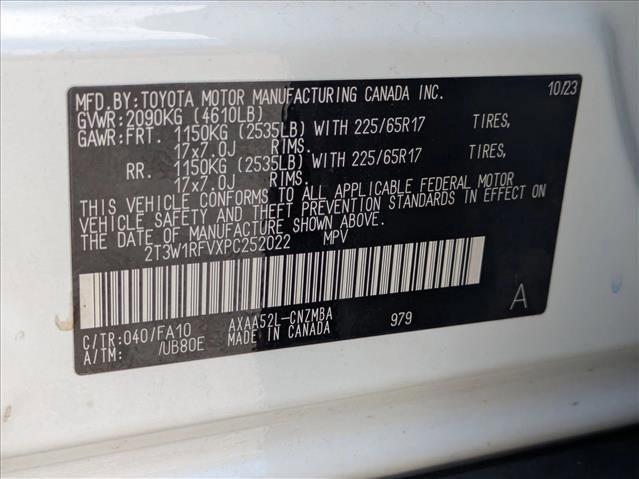 MFD. BY: TOYOTA MOTOR MANUFACTURING CANADA INC. 10/23
GVWR: 2090KG (4610LB)
GAWR: FRT. 1150KG (2535LB) WITH 225/65R17 TIRES,
17x7.0J RIMS.
RR. 1150KG (2535LB) WITH 225/65R17 TIRES,
17x7.0J RIMS.
THIS VEHICLE CONFORMS TO ALL APPLICABLE FEDERAL MOTOR
VEHICLE SAFETY AND THEFT PREVENTION STANDARDS IN EFFECT ON
THE DATE OF MANUFACTURE SHOWN ABOVE.
2T3W1RFVXPC252022 MPV
C/TR: 040/FA10 AXAA52L-CNZMBA 979 A
A/TM: /UB80E MADE IN CANADA